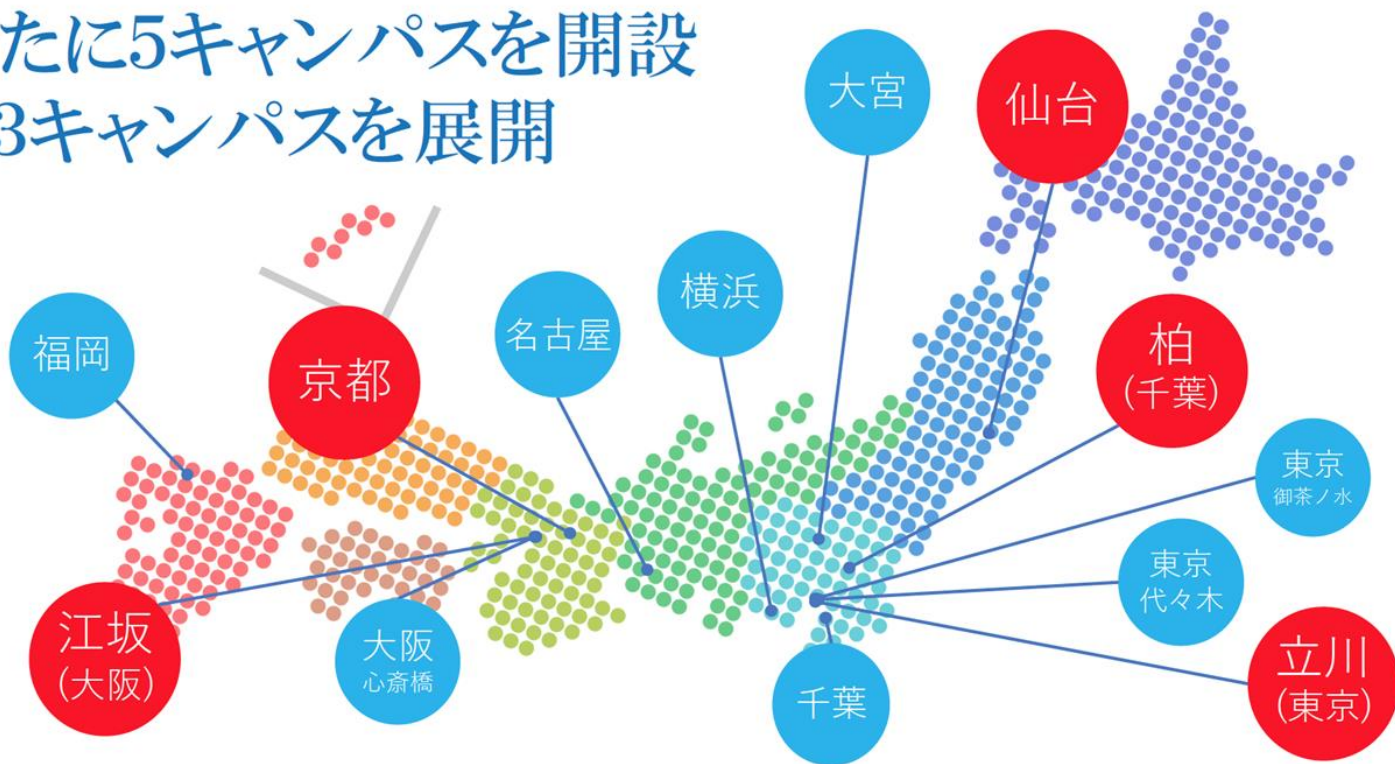 たに5キャンパスを開設
3キャンパスを展開
大宮
仙台
横浜
名古屋
福岡
京都
柏
(千葉)
東京
御茶ノ水
東京
代々木
江坂
(大阪)
大阪
心斎橋
千葉
立川
(東京)